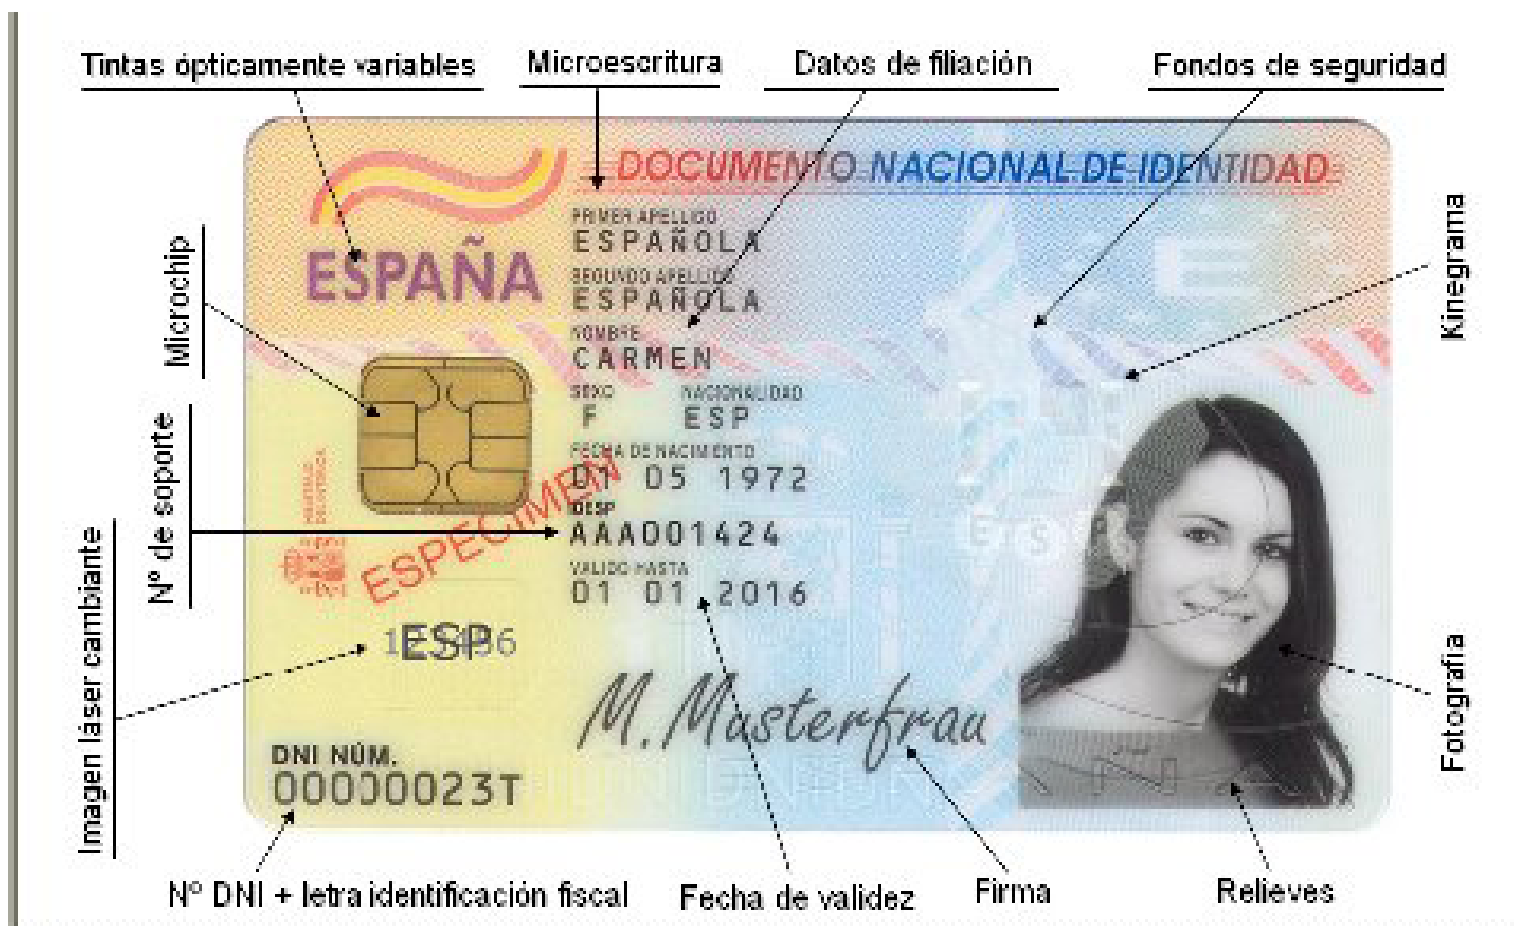 Tintas ópticamente variables
Microescritura
Datos de filiación
Fondos de seguridad
DOCUMENTO NACIONAL DE IDENTIDAD
ESPAÑA
PRIMER APELLIDO
ESPAÑOLA
SEGUNDO APELLIDO
ESPAÑOLA
NOMBRE
CARMEN
SEXO NACIONALIDAD
F ESP
FECHA DE NACIMIENTO
01 05 1972
IDESP
AAA001424
VALIDO HASTA
01 01 2016
ESPECIMEN
ESP
M. Musterfrau
DNI NÚM.
00000023T
Microchip
Nº de soporte
Imagen láser cambiante
Kinegrama
Fotografía
Nº DNI + letra identificación fiscal
Fecha de validez
Firma
Relieves